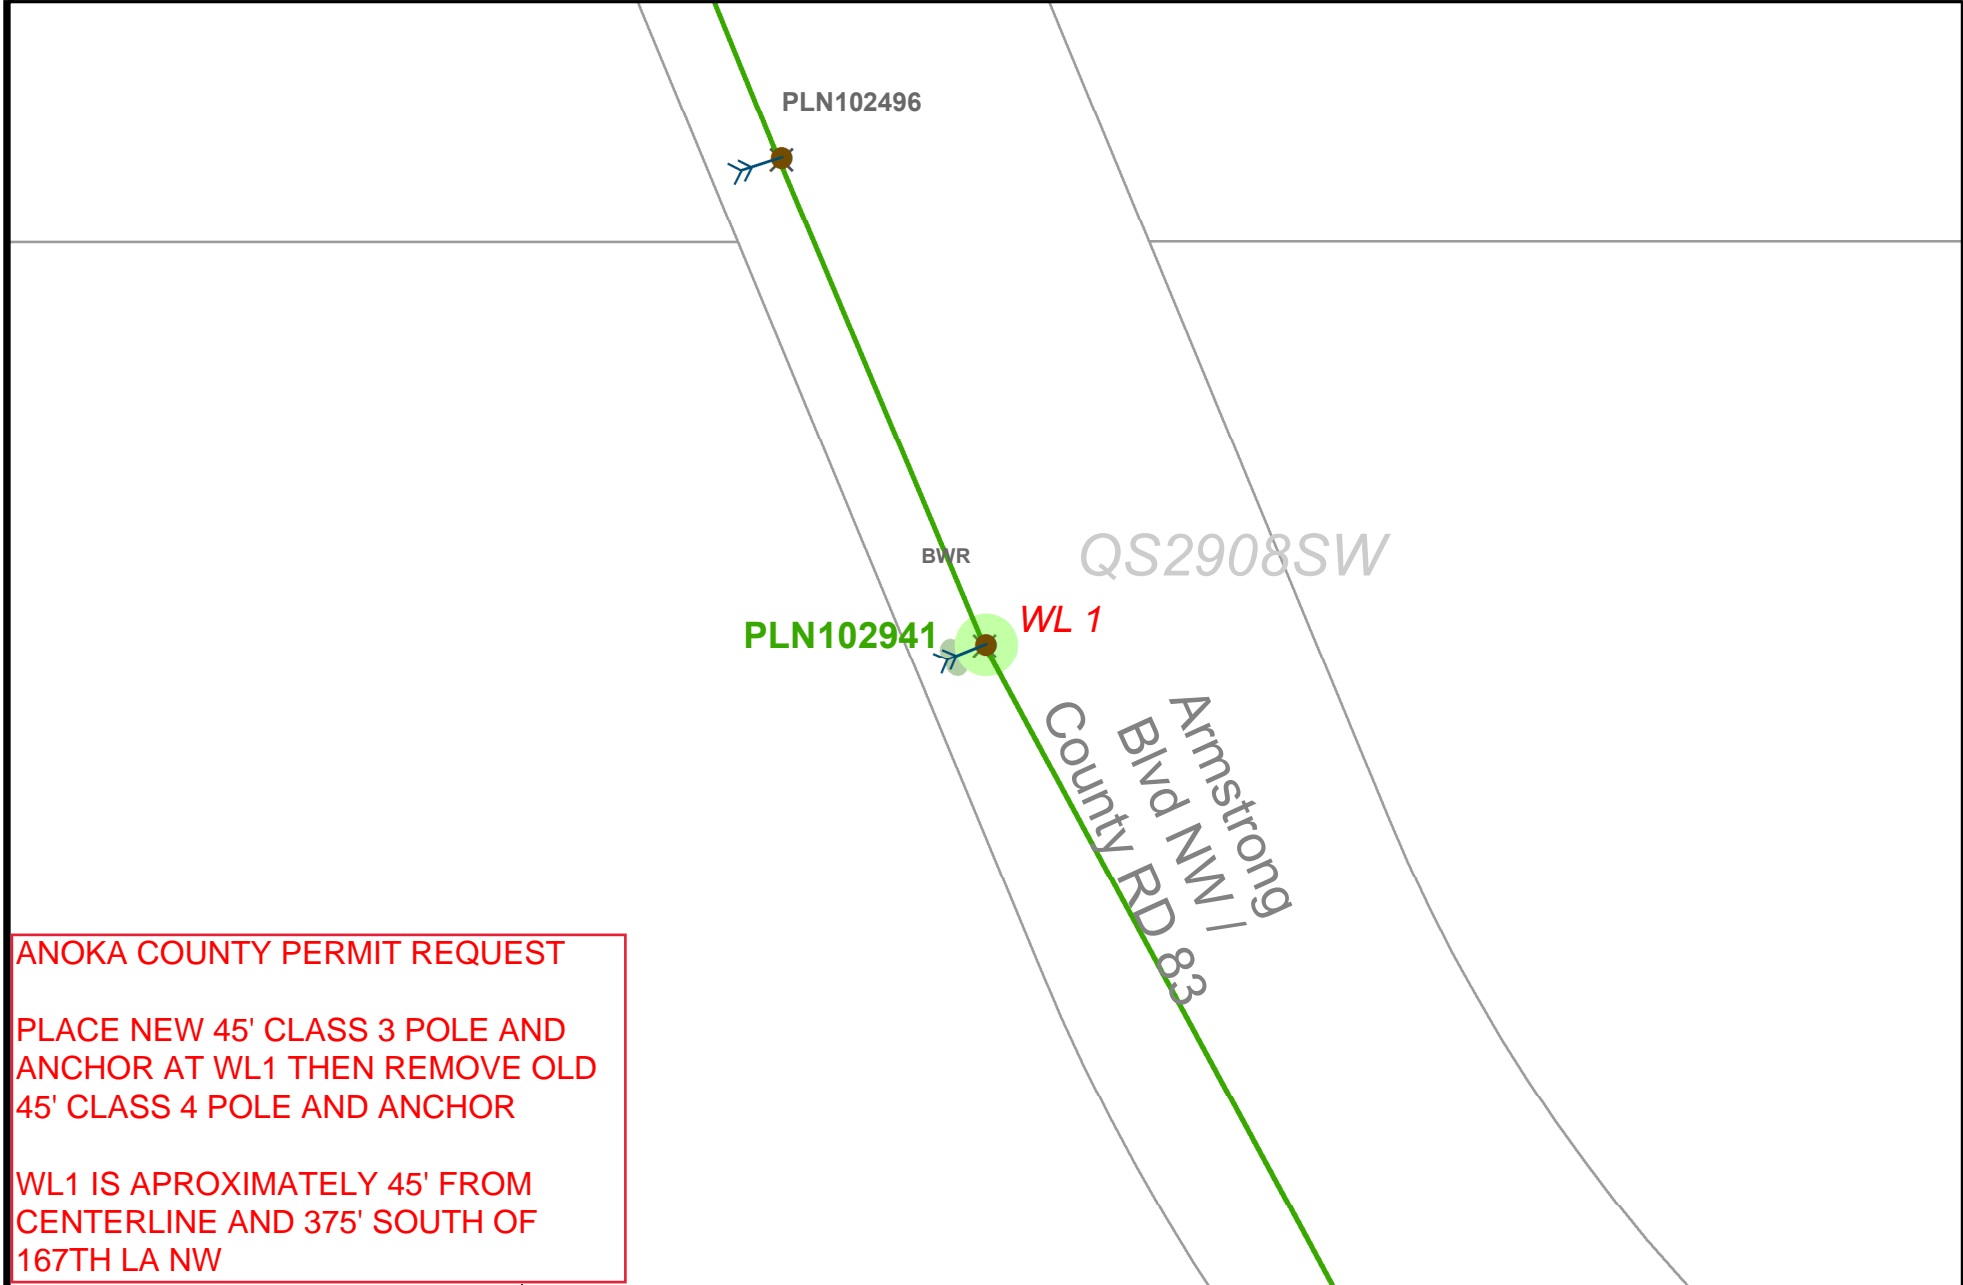 PLN102496
BWR
QS2908SW
WL 1
PLN102941
Armstrong
Blvd NW /
County RD 83
ANOKA COUNTY PERMIT REQUEST
PLACE NEW 45' CLASS 3 POLE AND
ANCHOR AT WL1 THEN REMOVE OLD
45' CLASS 4 POLE AND ANCHOR
WL1 IS APROXIMATELY 45' FROM
CENTERLINE AND 375' SOUTH OF
167TH LA NW